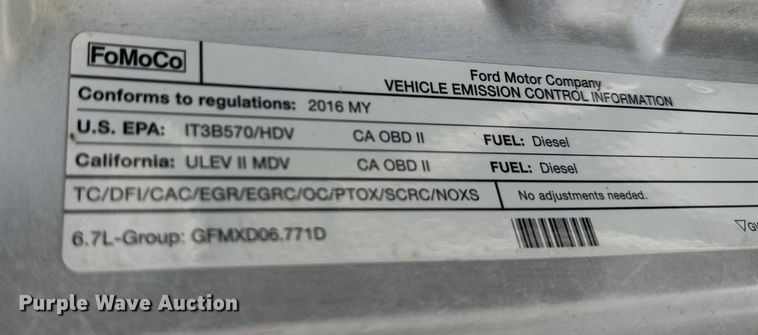 FoMoCo
Ford Motor Company
VEHICLE EMISSION CONTROL INFORMATION
Conforms to regulations: 2016 MY
U.S. EPA: IT3B570/HDV CA OBD II FUEL: Diesel
California: ULEV II MDV CA OBD II FUEL: Diesel
TC/DFI/CAC/EGR/EGRC/OC/PTOX/SCRC/NOXS No adjustments needed.
6.7L-Group: GFMXD06.771D
Purple Wave Auction